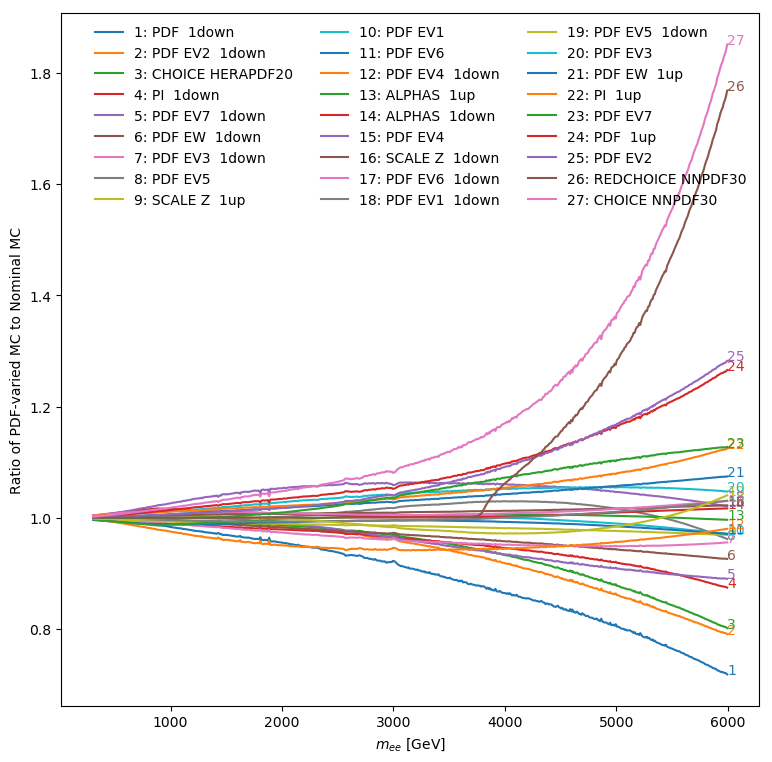 1: PDF 1down
2: PDF EV2 1down
3: CHOICE HERAPDF20
4: PI 1down
5: PDF EV7 1down
6: PDF EW 1down
7: PDF EV3 1down
8: PDF EV5
9: SCALE Z 1up
10: PDF EV1
11: PDF EV6
12: PDF EV4 1down
13: ALPHAS 1up
14: ALPHAS 1down
15: PDF EV4
16: SCALE Z 1down
17: PDF EV6 1down
18: PDF EV1 1down
19: PDF EV5 1down
20: PDF EV3
21: PDF EW 1up
22: PI 1up
23: PDF EV7
24: PDF 1up
25: PDF EV2
26: REDCHOICE NNPDF30
27: CHOICE NNPDF30
Ratio of PDF-varied MC to Nominal MC
1.8
1.6
1.4
1.2
1.0
0.8
27
26
25
24
23
21
20
13
6
5
4
3
2
1
1000 2000 3000 4000 5000 6000
m_ee [GeV]